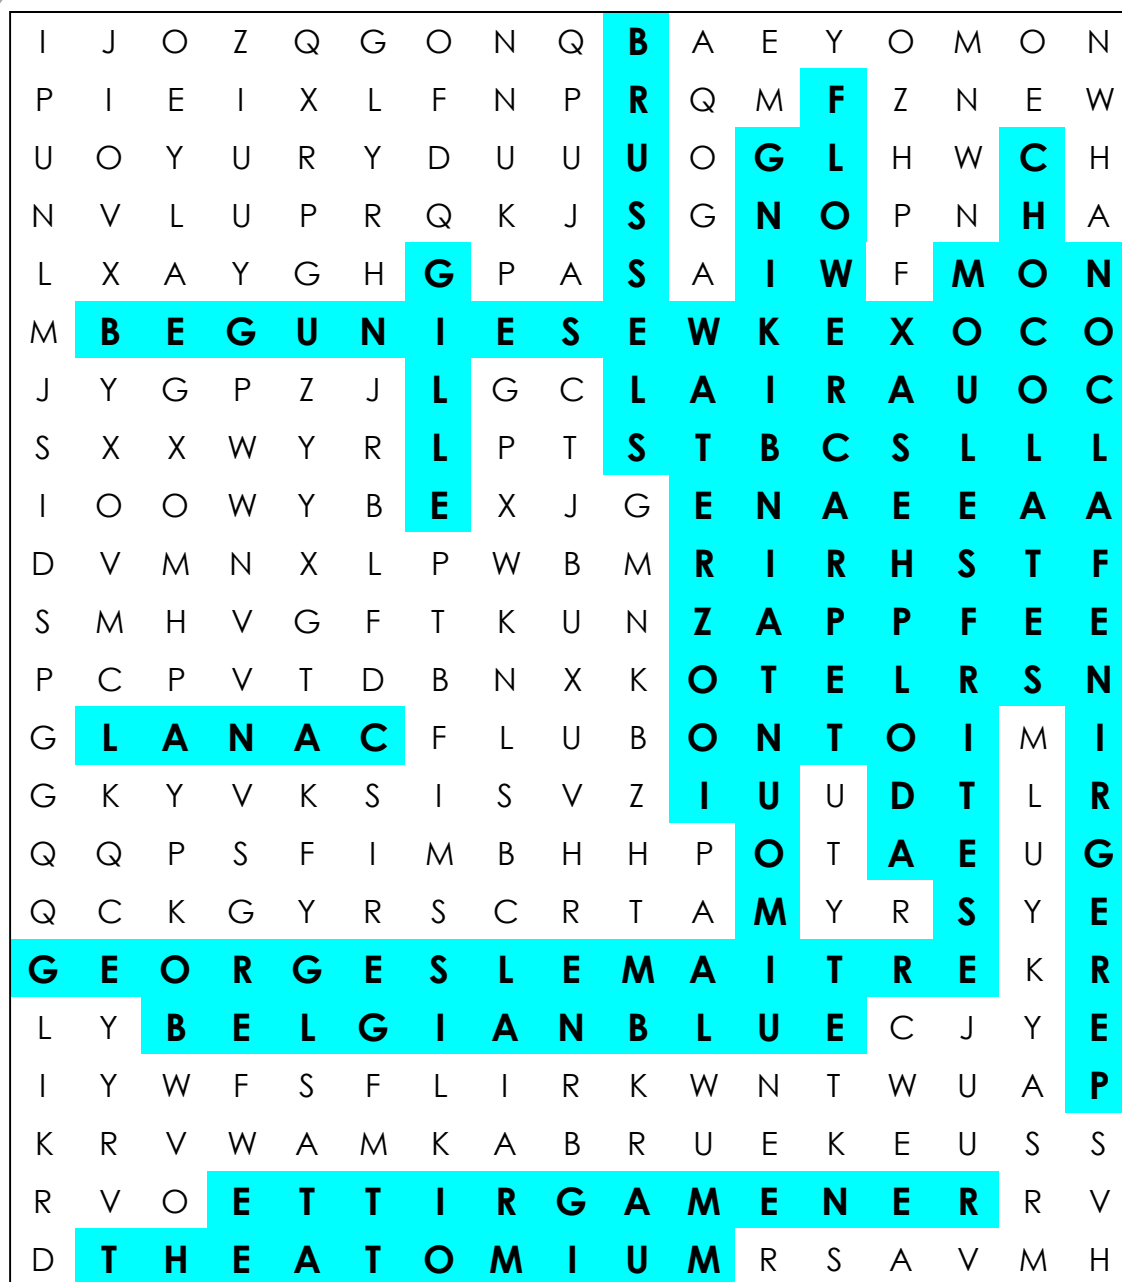 I J O Z Q G O N Q B A E Y O M O N
P I E I X L F N P R Q M F Z N E W
U O Y U R Y D U U U O G L H W C H
N V L U P R Q K J S G N O P N H A
L X A Y G H G P A S A I W F M O N
M B E G U N I E S E W K E X O C O
J Y G P Z J L G C L A I R A U O C
S X X W Y R L P T S T B C S L L L
I O O W Y B E X J G E N A E E A A
D V M N X L P W B M R I R H S T F
S M H V G F T K U N Z A P P F E E
P C P V T D B N X K O T E L R S N
G L A N A C F L U B O N T O I M I
G K Y V K S I S V Z I U U D T L R
Q Q P S F I M B H H P O T A E U G
Q C K G Y R S C R T A M Y R S Y E
G E O R G E S L E M A I T R E K R
L Y B E L G I A N B L U E C J Y E
I Y W F S F L I R K W N T W U A P
K R V W A M K A B R U E K E U S S
R V O E T T I R G A M E N E R R V
D T H E A T O M I U M R S A V M H